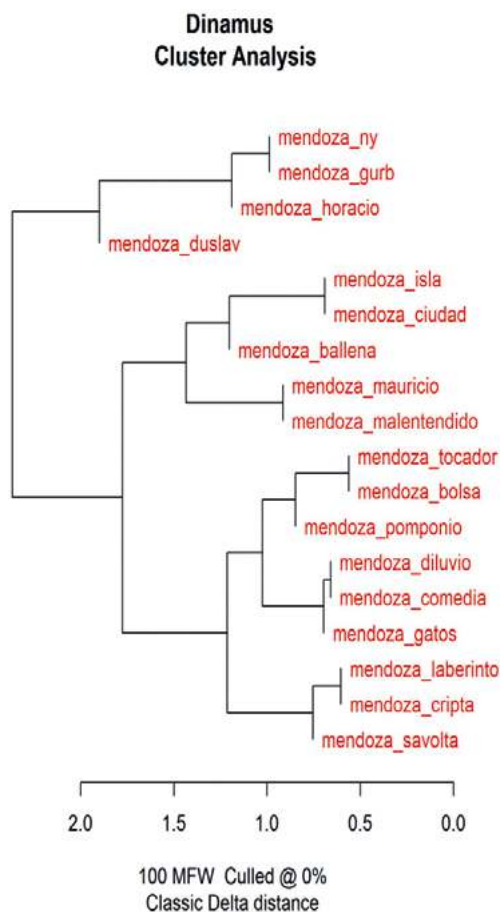 Dinamus
Cluster Analysis
mendoza_ny
mendoza_gurb
mendoza_horacio
mendoza_duslav
mendoza_isla
mendoza_ciudad
mendoza_ballena
mendoza_mauricio
mendoza_malentendido
mendoza_tocador
mendoza_bolsa
mendoza_pomponio
mendoza_diluvio
mendoza_comedia
mendoza_gatos
mendoza_laberinto
mendoza_cripta
mendoza_savolta
2.0 1.5 1.0 0.5 0.0
100 MFW Culled @ 0%
Classic Delta distance